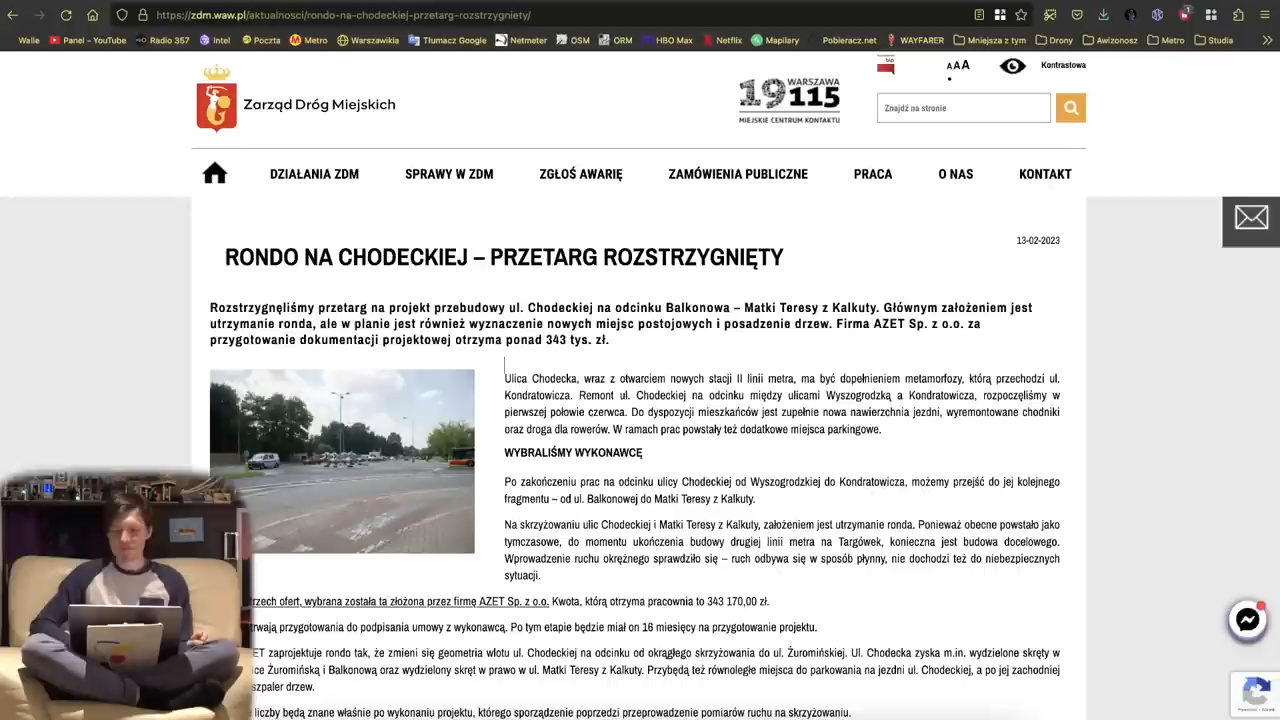 https://zdm.waw.pl/aktualnosci/rondo-na-chodeckiej-przetarg-rozstrzygniety/
Wallie
Panel - YouTube
Radio 357
Intel
Metro
Warszawikia
Tłumacz Google
Netmetr
OSM
ORM
HBO Max
Netflix
Mapilary
Pobieracz.net
WAYFARER
Mniejsza z tym
Drony
Metro
Studia
Zarząd Dróg Miejskich
19115
WARSZAWA
MIEJSKIE CENTRUM KONTAKTU
bip
A A A
Kontrastowa
Znajdź na stronie
DZIAŁANIA ZDM
SPRAWY W ZDM
ZGŁOŚ AWARIĘ
ZAMÓWIENIA PUBLICZNE
PRACA
O NAS
KONTAKT
13-02-2023
RONDO NA CHODECKIEJ – PRZETARG ROZSTRZYGNIĘTY
Rozstrzygnęliśmy przetarg na projekt przebudowy ul. Chodeckiej na odcinku Balkonowa – Matki Teresy z Kalkuty. Głównym założeniem jest
utrzymanie ronda, ale w planie jest również wyznaczenie nowych miejsc postojowych i posadzenie drzew. Firma AZET Sp. z o.o. za
przygotowanie dokumentacji projektowej otrzyma ponad 343 tys. zł.
Ulica Chodecka, wraz z otwarciem nowych stacji II linii metra, ma być dopełnieniem metamorfozy, którą przechodzi ul.
Kondratowicza. Remont ul. Chodeckiej na odcinku między ulicami Wyszogrodzką a Kondratowicza, rozpoczęliśmy w
pierwszej połowie czerwca. Do dyspozycji mieszkańców jest zupełnie nowa nawierzchnia jezdni, wyremontowane chodniki
oraz droga dla rowerów. W ramach prac powstały też dodatkowe miejsca parkingowe.
WYBRALIŚMY WYKONAWCĘ
Po zakończeniu prac na odcinku ulicy Chodeckiej od Wyszogrodzkiej do Kondratowicza, możemy przejść do jej kolejnego
fragmentu – od ul. Balkonowej do Matki Teresy z Kalkuty.
Na skrzyżowaniu ulic Chodeckiej i Matki Teresy z Kalkuty, założeniem jest utrzymanie ronda. Ponieważ obecne powstało jako
tymczasowe, do momentu ukończenia budowy drugiej linii metra na Targówek, konieczna jest budowa docelowego.
Wprowadzenie ruchu okrężnego sprawdziło się – ruch odbywa się w sposób płynny, nie dochodzi też do niebezpiecznych
sytuacji.
rzech ofert, wybrana została ta złożona przez firmę AZET Sp. z o.o. Kwota, którą otrzyma pracownia to 343 170,00 zł.
trwają przygotowania do podpisania umowy z wykonawcą. Po tym etapie będzie miał on 16 miesięcy na przygotowanie projektu.
ET zaprojektuje rondo tak, że zmieni się geometria wlotu ul. Chodeckiej na odcinku od okrągłego skrzyżowania do ul. Żuromińskiej. Ul. Chodecka zyska m.in. wydzielone skręty w
ice Żuromińską i Balkonową oraz wydzielony skręt w prawo w ul. Matki Teresy z Kalkuty. Przybędą też równoległe miejsca do parkowania na jezdni ul. Chodeckiej, a po jej zachodniej
szpaler drzew.
liczby będą znane właśnie po wykonaniu projektu, którego sporządzenie poprzedzi przeprowadzenie pomiarów ruchu na skrzyżowaniu.